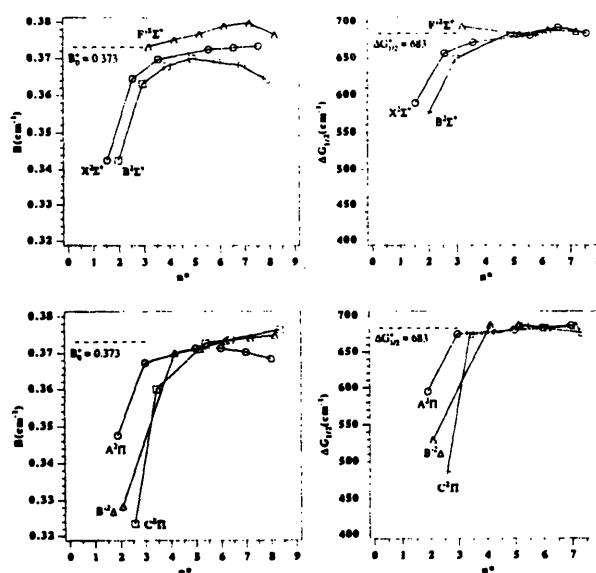 0.38
0.37
0.36
0.35
0.34
0.33
0.32
B(cm⁻¹)
F'²Σ⁺
B₀⁺=0.373
X²Σ⁺
B²Σ⁺
0 1 2 3 4 5 6 7 8 9
n*
700
650
600
550
500
450
400
ΔG₁/₂(cm⁻¹)
F'²Σ⁺
ΔG⁺₁/₂=683
X²Σ⁺
B²Σ⁺
0 1 2 3 4 5 6 7 8
n*
0.38
0.37
0.36
0.35
0.34
0.33
0.32
B(cm⁻¹)
B₀⁺=0.373
A²Π
B'²Δ
C²Π
0 1 2 3 4 5 6 7 8 9
n*
700
650
600
550
500
450
400
ΔG₁/₂(cm⁻¹)
ΔG⁺₁/₂=683
A²Π
B'²Δ
C²Π
0 1 2 3 4 5 6 7 8
n*